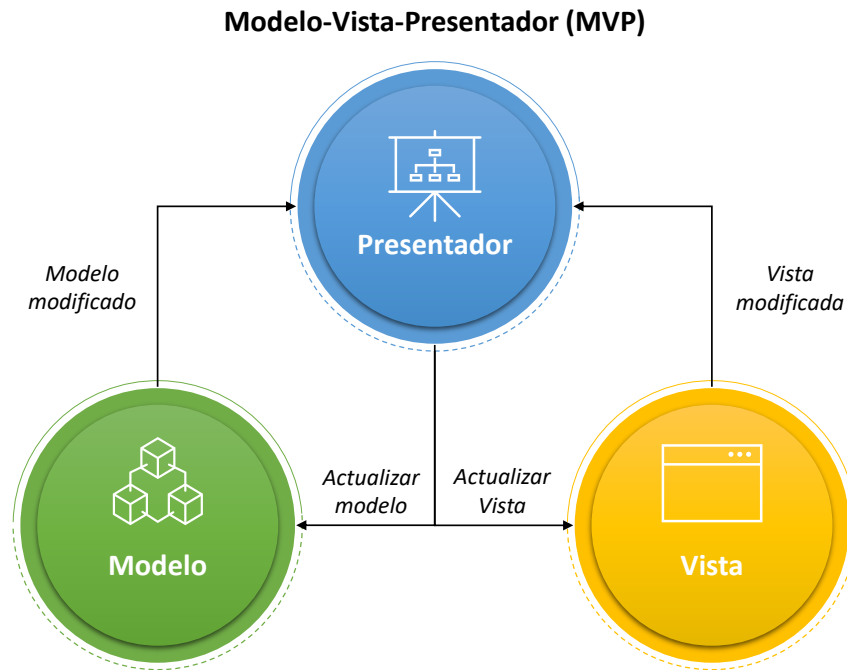 Modelo-Vista-Presentador (MVP)
Presentador
Modelo
modificado
Vista
modificada
Actualizar
modelo
Actualizar
Vista
Modelo
Vista